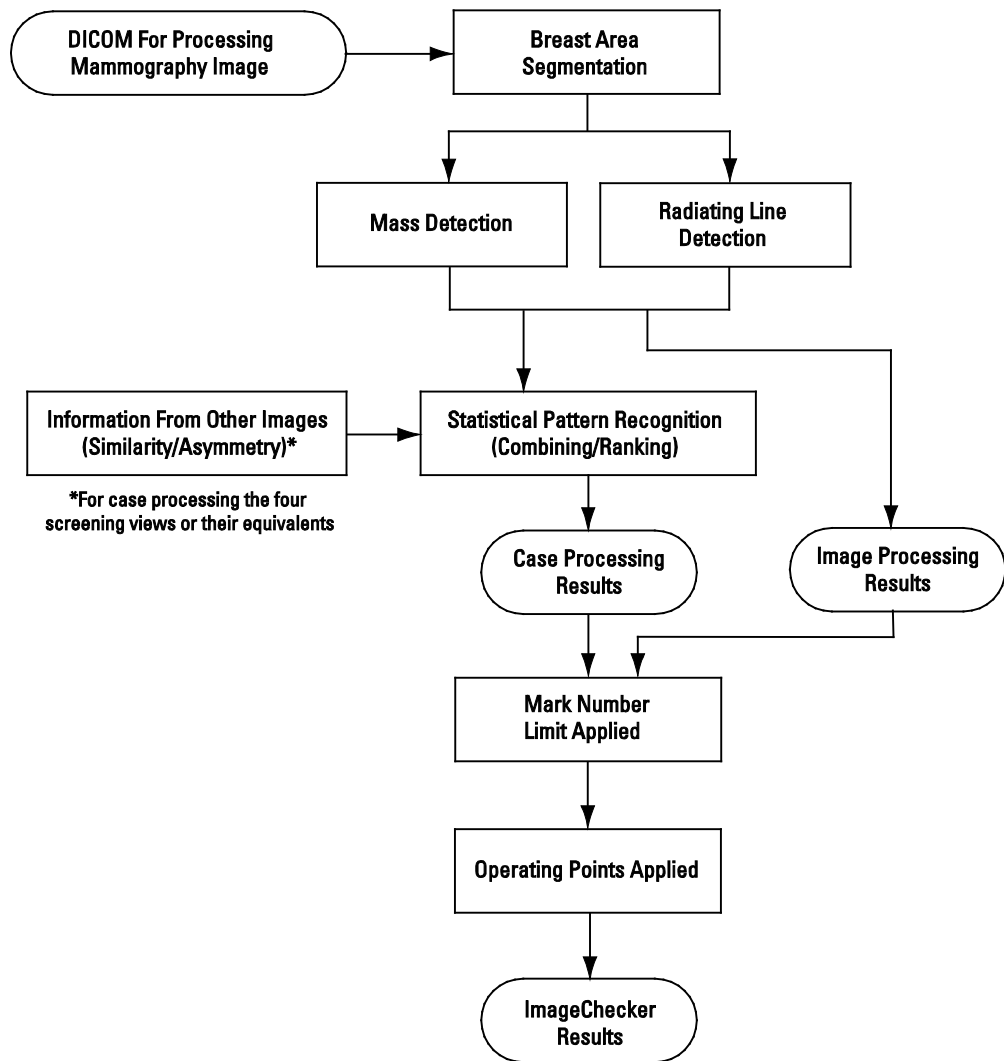 DICOM For Processing
Mammography Image
Breast Area
Segmentation
Mass Detection
Radiating Line
Detection
Information From Other Images
(Similarity/Asymmetry)*
Statistical Pattern Recognition
(Combining/Ranking)
*For case processing the four
screening views or their equivalents
Case Processing
Results
Image Processing
Results
Mark Number
Limit Applied
Operating Points Applied
ImageChecker
Results